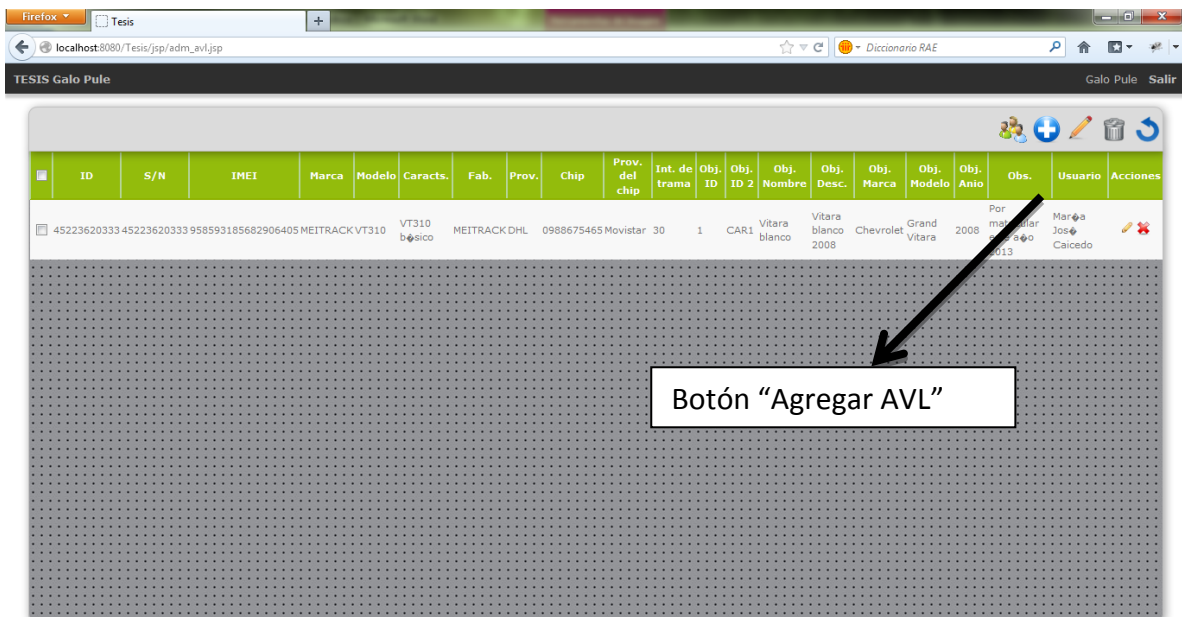 Firefox
Tesis
localhost:8080/Tesis/jsp/adm_avl.jsp
Diccionario RAE
TESIS Galo Pule
Galo Pule Salir
ID S/N IMEI Marca Modelo Caracts. Fab. Prov. Chip Prov. del chip Int. de trama Obj. ID Obj. ID 2 Obj. Nombre Obj. Desc. Obj. Marca Obj. Modelo Obj. Anio Obs. Usuario Acciones
45223620333 45223620333 958593185682906405 MEITRACK VT310 VT310 b�sico MEITRACK DHL 0988675465 Movistar 30 1 CAR1 Vitara blanco Vitara blanco 2008 Chevrolet Grand Vitara 2008 Por a�o 2013 Mar�a Jos� Caicedo
Botón “Agregar AVL”